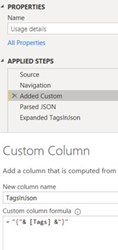 PROPERTIES
Name
Usage details
All Properties
APPLIED STEPS
Source
Navigation
Added Custom
Parsed JSON
Expanded TagsInJson
Custom Column
Add a column that is computed from
New column name
TagsInJson
Custom column formula
= "{"& [Tags] &"}"